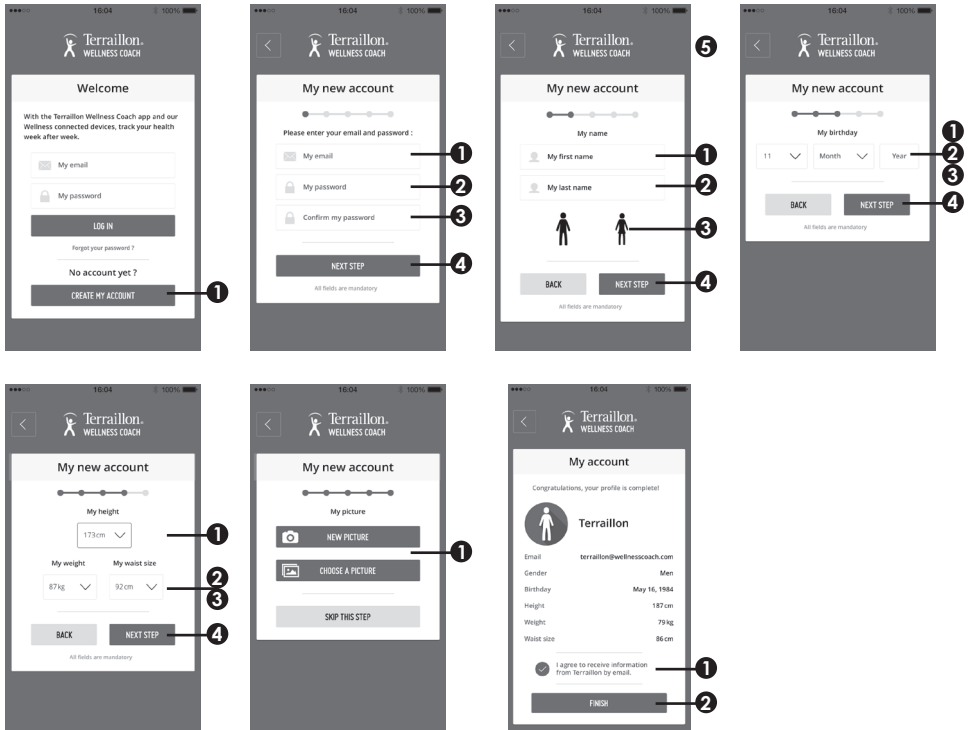 16:04 100%
Terraillon®
WELLNESS COACH
Welcome
With the Terraillon Wellness Coach app and our
Wellness connected devices, track your health
week after week.
My email
My password
LOG IN
Forgot your password ?
No account yet ?
CREATE MY ACCOUNT
1
16:04 100%
Terraillon®
WELLNESS COACH
My new account
Please enter your email and password :
My email
1
My password
2
Confirm my password
3
NEXT STEP
4
All fields are mandatory
16:04 100%
Terraillon®
WELLNESS COACH
5
My new account
My name
My first name
1
My last name
2
3
BACK NEXT STEP
4
All fields are mandatory
16:04 100%
Terraillon®
WELLNESS COACH
My new account
My birthday
1
11 Month Year
2
3
BACK NEXT STEP
4
All fields are mandatory
16:04 100%
Terraillon®
WELLNESS COACH
My new account
My height
173cm
1
My weight My waist size
87kg 92cm
2
3
BACK NEXT STEP
4
All fields are mandatory
16:04 100%
Terraillon®
WELLNESS COACH
My new account
My picture
NEW PICTURE
1
CHOOSE A PICTURE
SKIP THIS STEP
16:04 100%
Terraillon®
WELLNESS COACH
My account
Congratulations, your profile is complete!
Terraillon
Email terraillon@wellnesscoach.com
Gender Men
Birthday May 16, 1984
Height 187cm
Weight 79kg
Waist size 86cm
I agree to receive information
from Terraillon by email.
1
FINISH
2